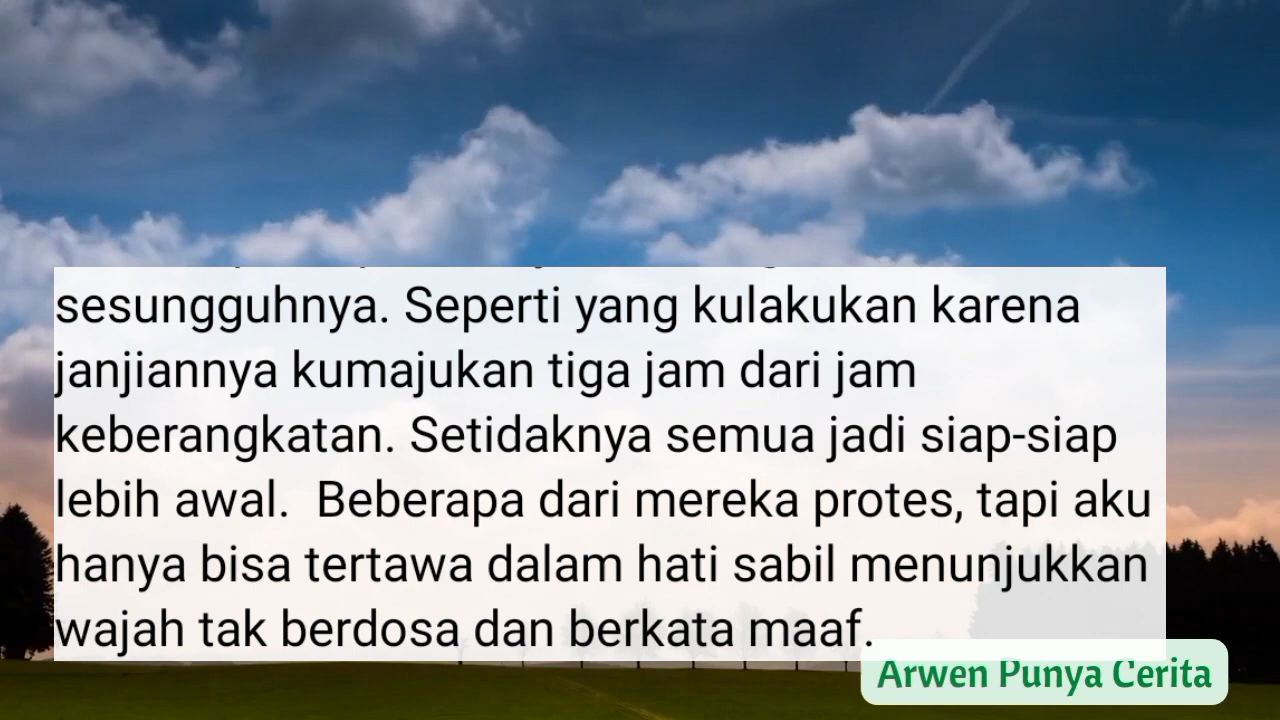 sesungguhnya. Seperti yang kulakukan karena
janjiannya kumajukan tiga jam dari jam
keberangkatan. Setidaknya semua jadi siap-siap
lebih awal.  Beberapa dari mereka protes, tapi aku
hanya bisa tertawa dalam hati sabil menunjukkan
wajah tak berdosa dan berkata maaf.
Arwen Punya Cerita